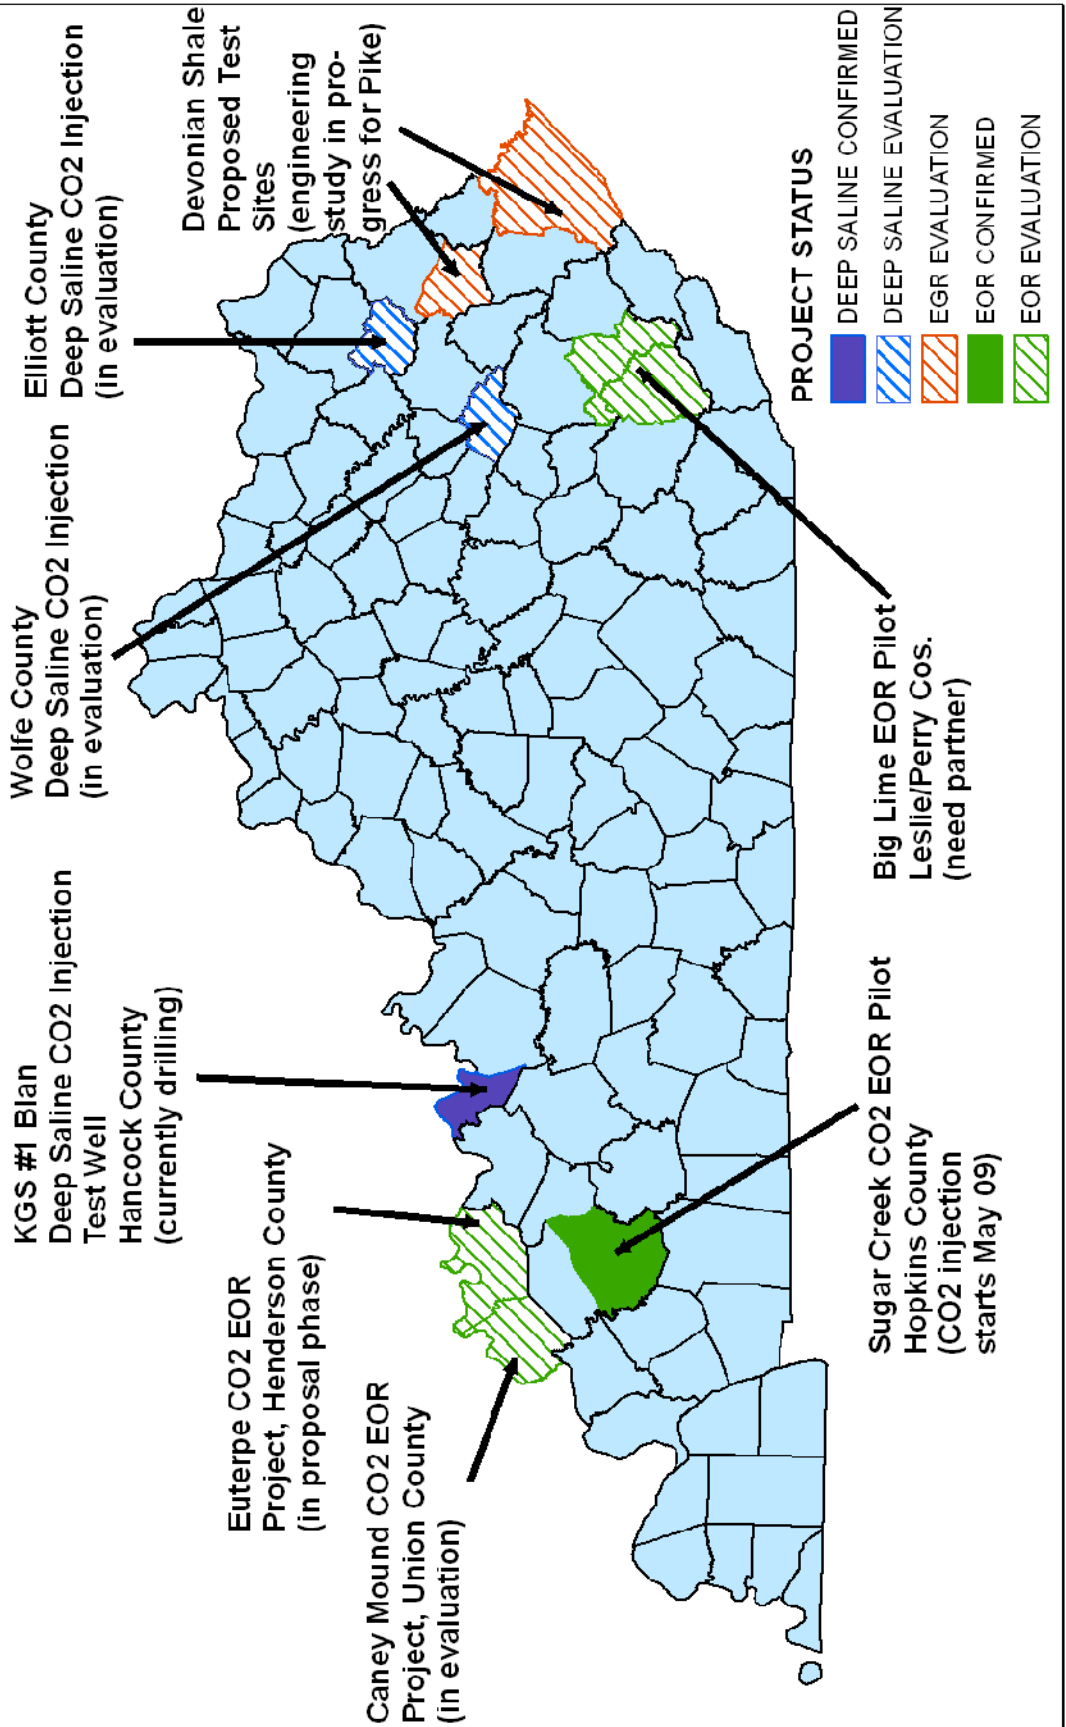 KGS #1 Blan
Deep Saline CO2 Injection
Test Well
Hancock County
(currently drilling)
Wolfe County
Deep Saline CO2 Injection
(in evaluation)
Elliott County
Deep Saline CO2 Injection
(in evaluation)
Devonian Shale
Proposed Test
Sites
(engineering
study in pro-
gress for Pike)
Euterpe CO2 EOR
Project, Henderson County
(in proposal phase)
Caney Mound CO2 EOR
Project, Union County
(in evaluation)
Sugar Creek CO2 EOR Pilot
Hopkins County
(CO2 injection
starts May 09)
Big Lime EOR Pilot
Leslie/Perry Cos.
(need partner)
PROJECT STATUS
DEEP SALINE CONFIRMED
DEEP SALINE EVALUATION
EGR EVALUATION
EOR CONFIRMED
EOR EVALUATION